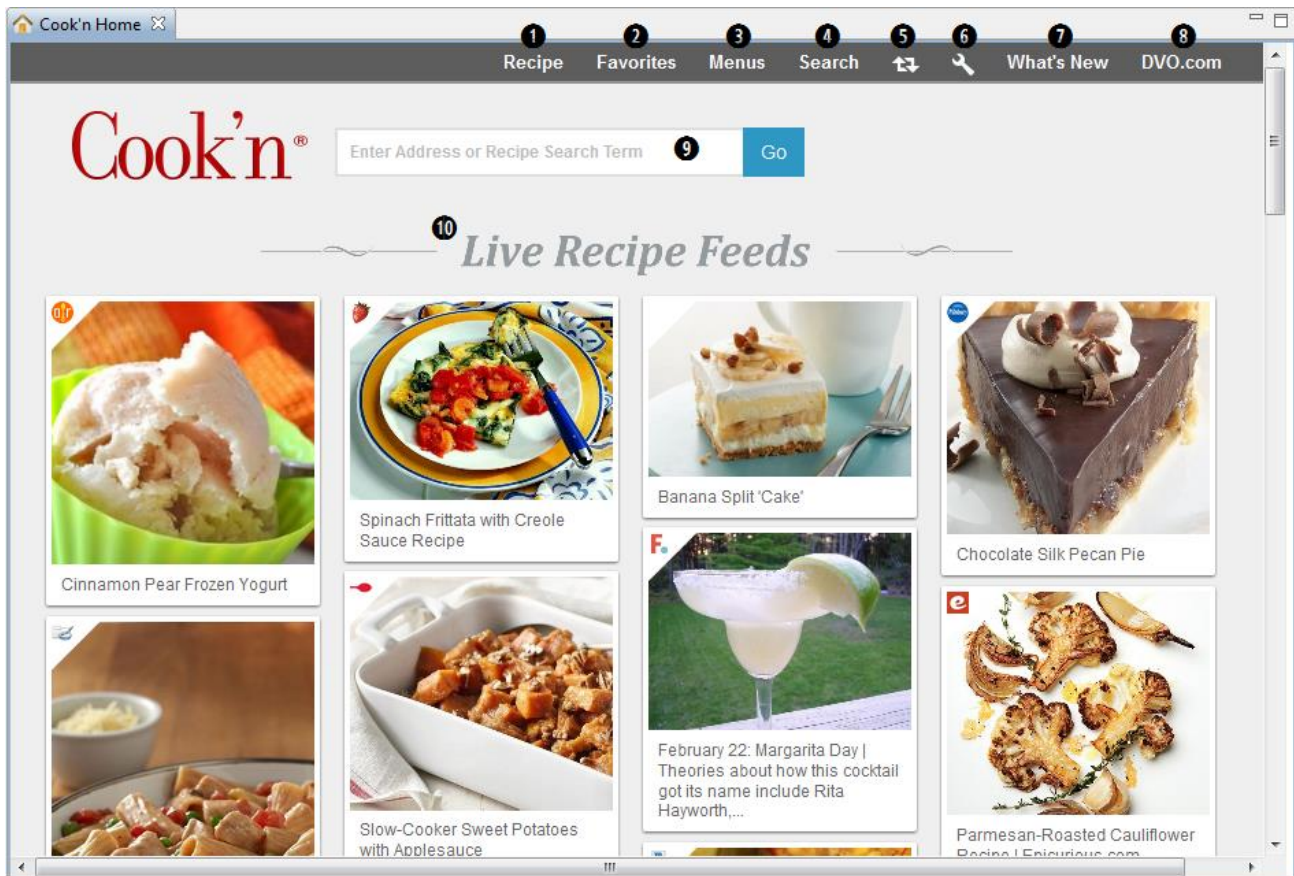 Cook'n Home
1 2 3 4 5 6 7 8
Recipe Favorites Menus Search What's New DVO.com
Cook'n®
Enter Address or Recipe Search Term 9 Go
10 Live Recipe Feeds
Cinnamon Pear Frozen Yogurt
Spinach Frittata with Creole
Sauce Recipe
Slow-Cooker Sweet Potatoes
with Applesauce
Banana Split 'Cake'
F.
February 22: Margarita Day |
Theories about how this cocktail
got its name include Rita
Hayworth,...
Chocolate Silk Pecan Pie
e
Parmesan-Roasted Cauliflower
Recipe | Epicurious.com